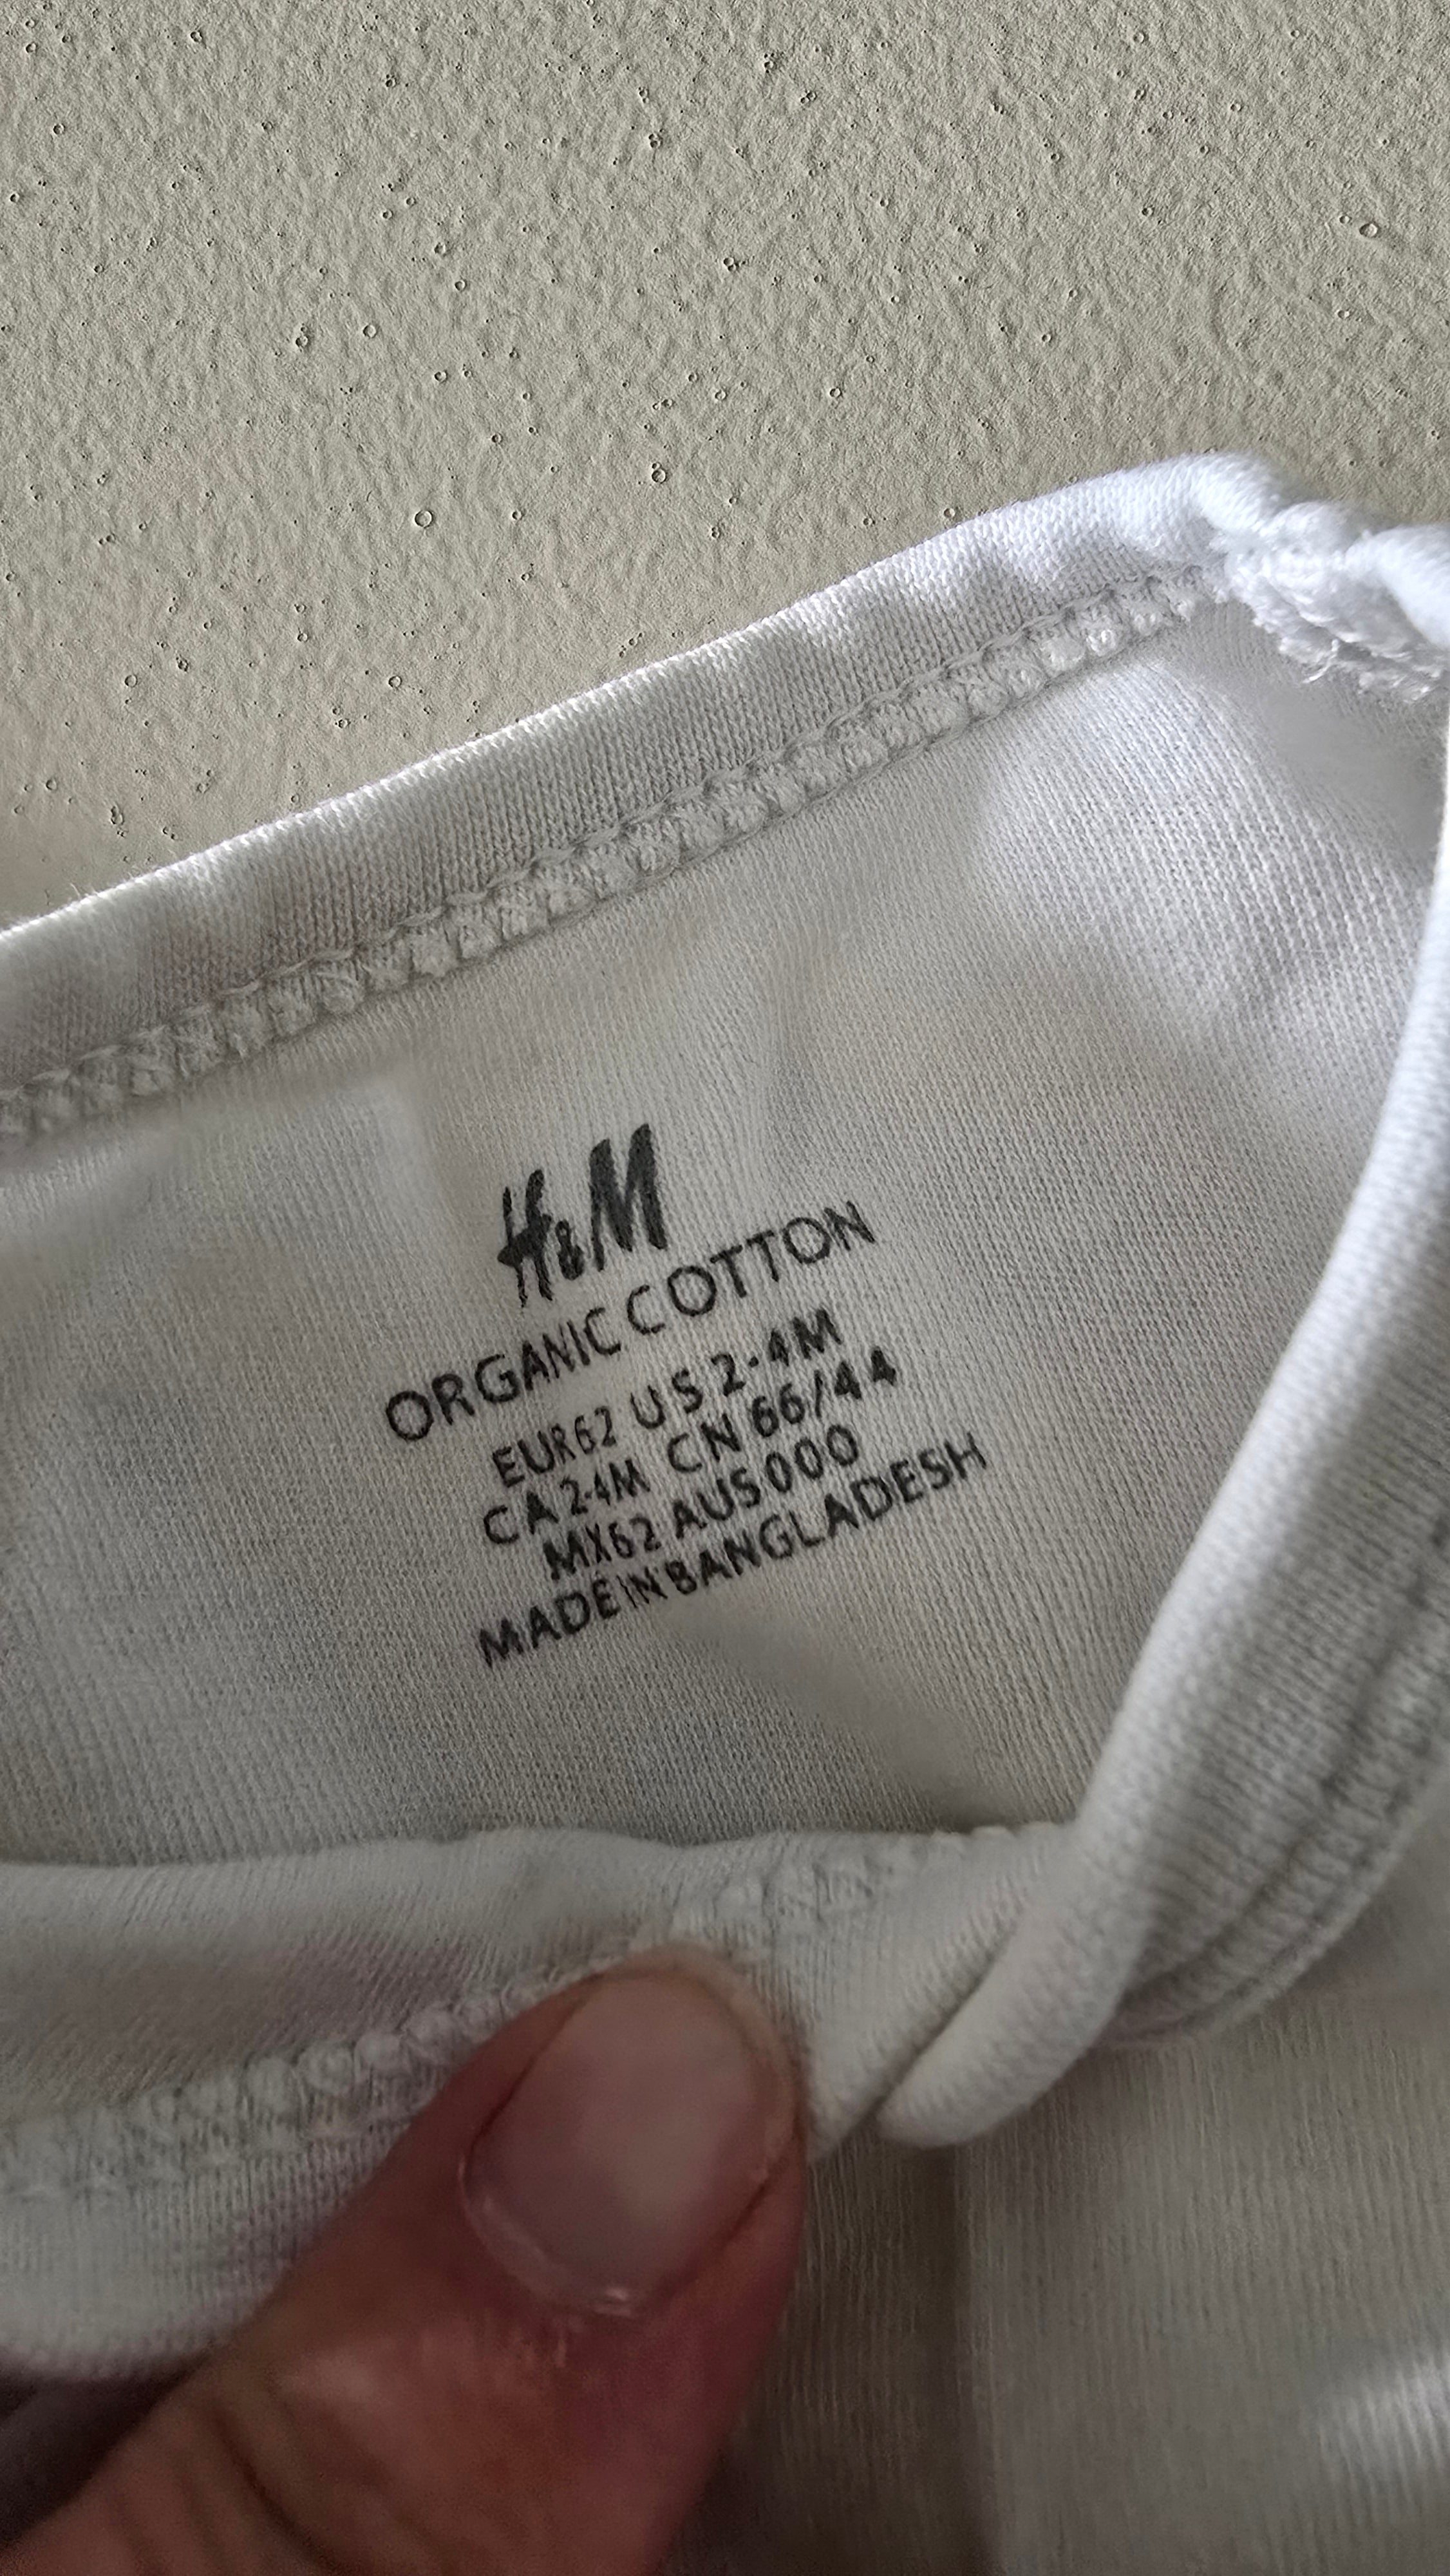 H&M
ORGANIC COTTON
EUR62 US 2-4M
CA 2-4M CN 66/44
MX62 AUS000
MADE IN BANGLADESH